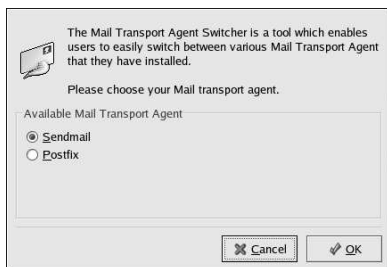 The Mail Transport Agent Switcher is a tool which enables
users to easily switch between various Mail Transport Agent
that they have installed.
Please choose your Mail transport agent.
Available Mail Transport Agent
Sendmail
Postfix
Cancel
OK